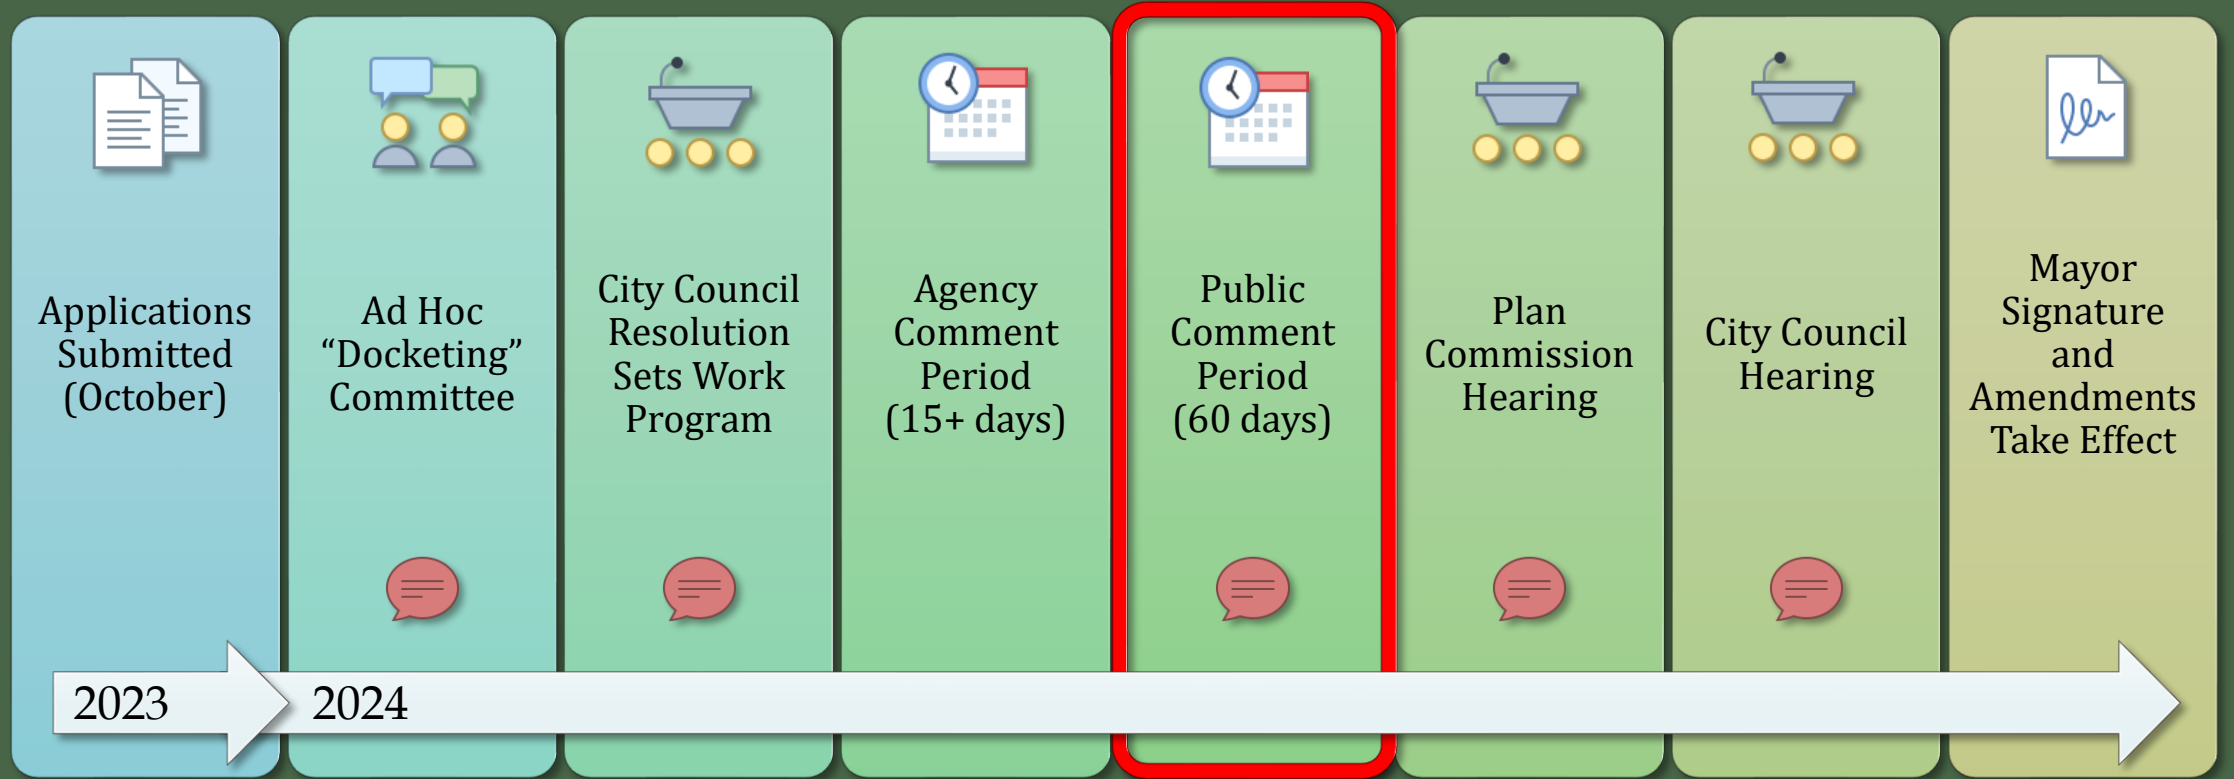 Applications
Submitted
(October)
Ad Hoc
“Docketing”
Committee
City Council
Resolution
Sets Work
Program
Agency
Comment
Period
(15+ days)
Public
Comment
Period
(60 days)
Plan
Commission
Hearing
City Council
Hearing
Mayor
Signature
and
Amendments
Take Effect
2023
2024